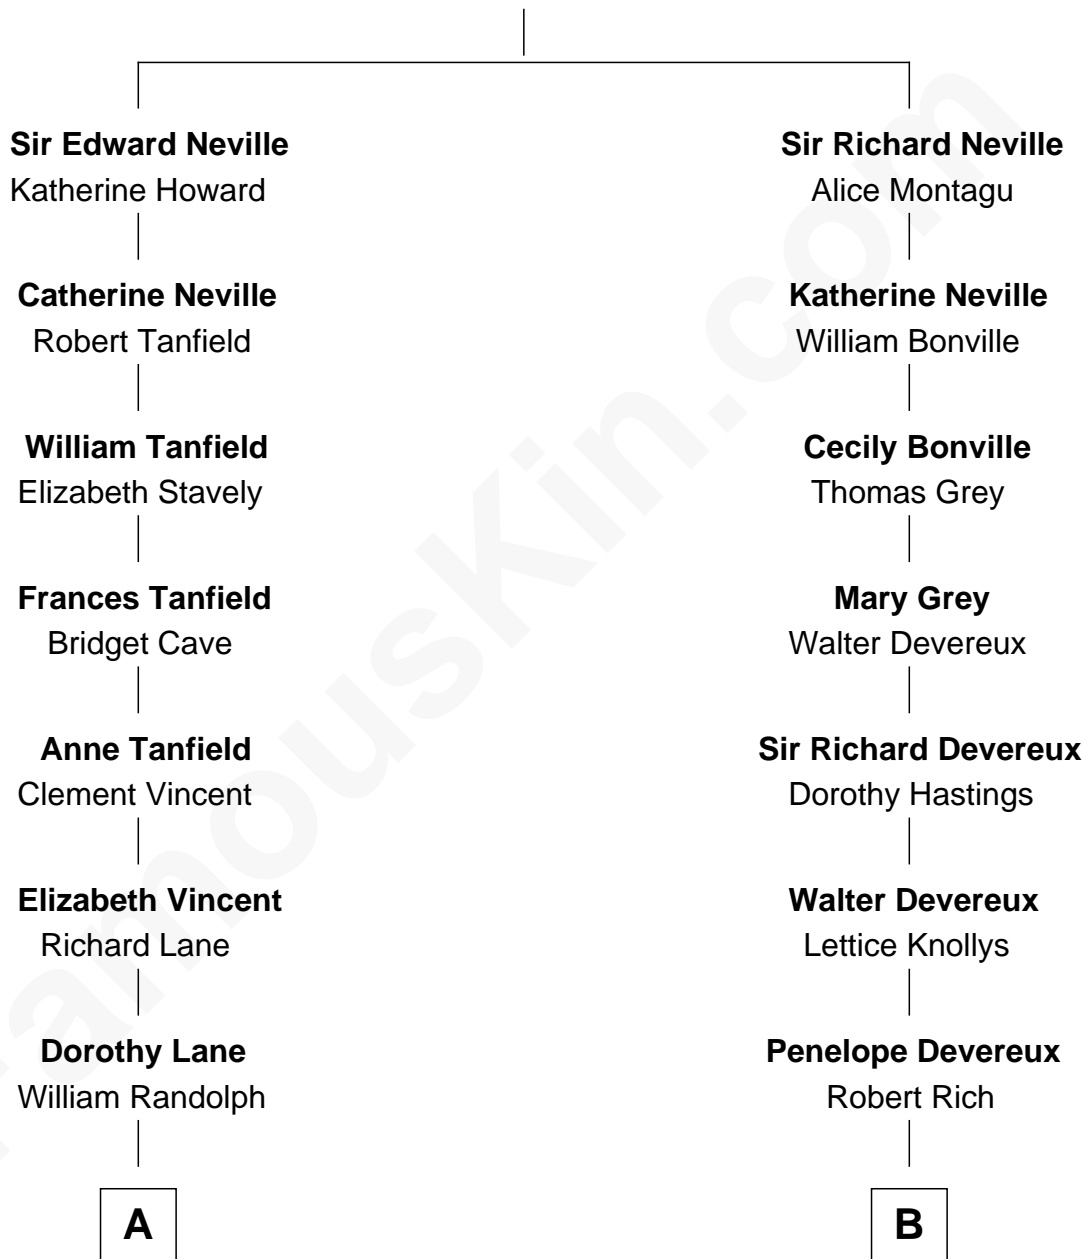 Sir Edward Neville
Katherine Howard
Catherine Neville
Robert Tanfield
William Tanfield
Elizabeth Stavely
Frances Tanfield
Bridget Cave
Anne Tanfield
Clement Vincent
Elizabeth Vincent
Richard Lane
Dorothy Lane
William Randolph
A
Sir Richard Neville
Alice Montagu
Katherine Neville
William Bonville
Cecily Bonville
Thomas Grey
Mary Grey
Walter Devereux
Sir Richard Devereux
Dorothy Hastings
Walter Devereux
Lettice Knollys
Penelope Devereux
Robert Rich
B
FamousKin.com